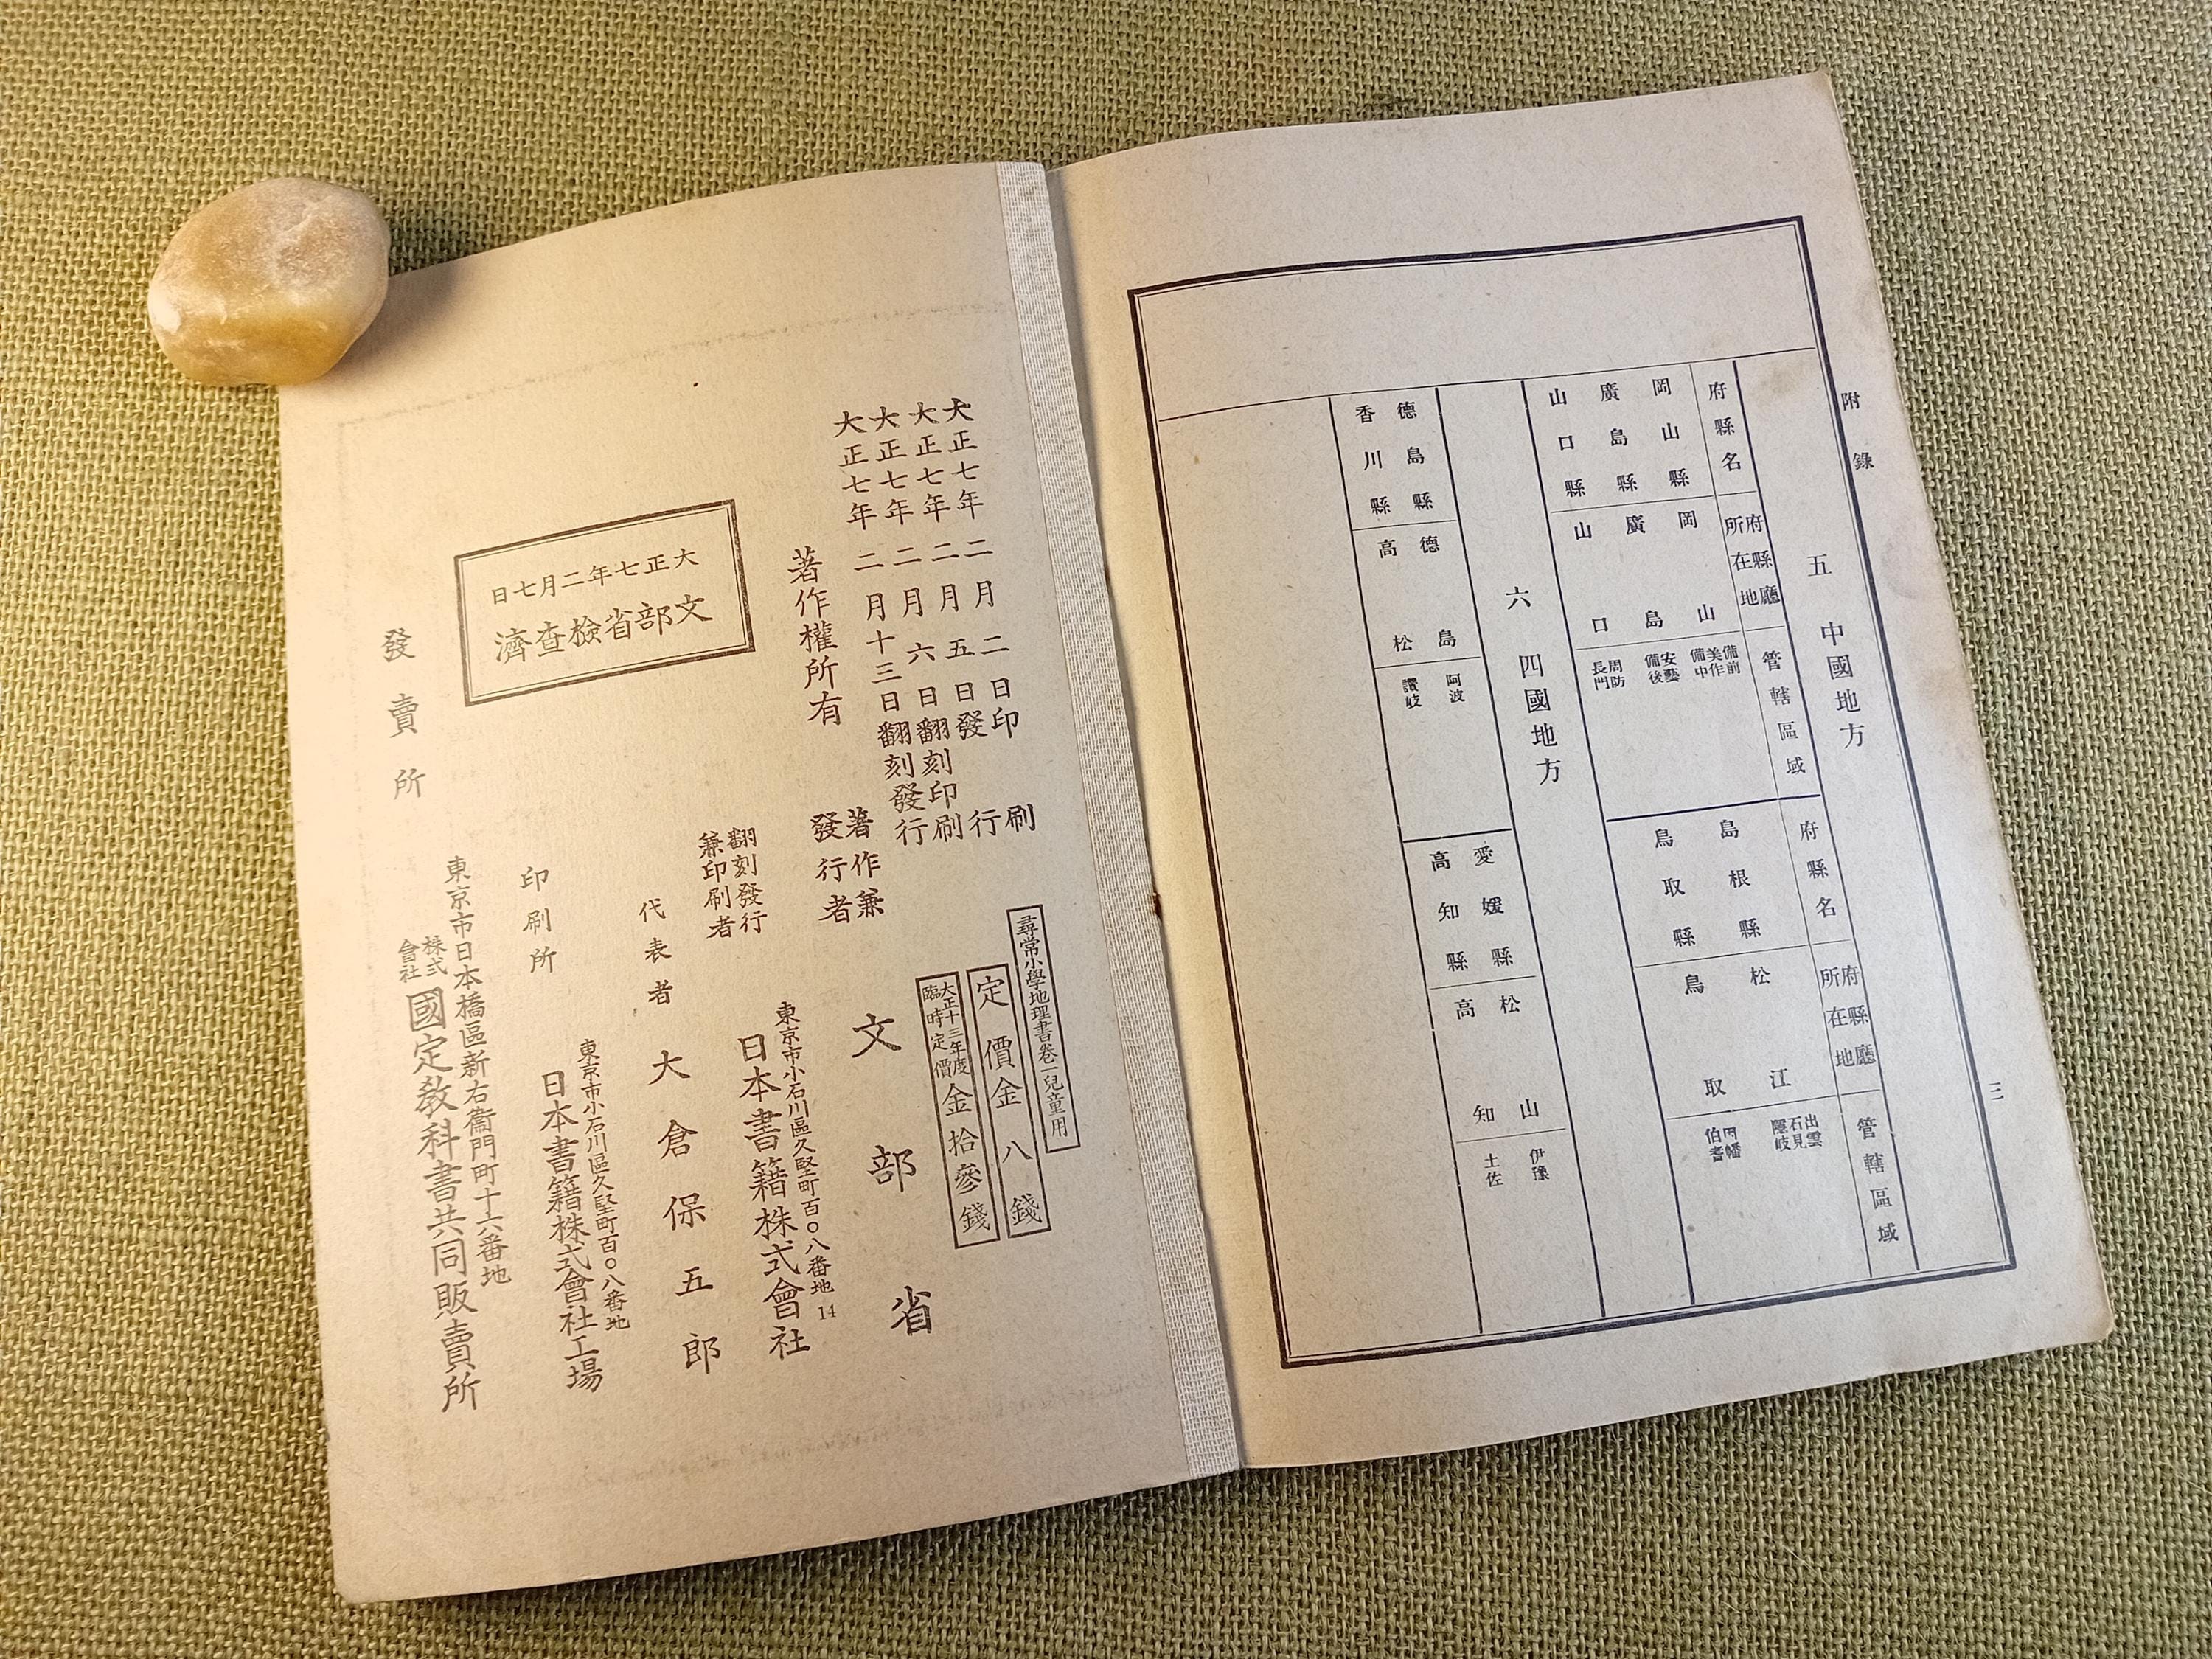 附錄
三
五 中國地方
府縣名
府縣廳
所在地
管轄區域
岡山縣
岡山
備前
美作
備中
廣島縣
廣島
安藝
備後
山口縣
山口
周防
長門
府縣名
府縣廳
所在地
管轄區域
島根縣
松江
出雲
石見
隱岐
鳥取縣
鳥取
因幡
伯耆
六 四國地方
德島縣
德島
阿波
香川縣
高松
讚岐
愛媛縣
松山
伊豫
高知縣
高知
土佐
大正七年二月二日印刷
大正七年二月五日發行
大正七年二月六日翻刻印刷
大正七年二月十三日翻刻發行
著作權所有
尋常小學地理書卷一兒童用
定價金八錢
大正十三年度
臨時定價
金拾參錢
著作兼
發行者
文部省
翻刻發行
兼印刷者
東京市小石川區久堅町百〇八番地
14
日本書籍株式會社
代表者
大倉保五郎
印刷所
東京市小石川區久堅町百〇八番地
日本書籍株式會社工場
日七月二年七正大
濟查檢省部文
發賣所
東京市日本橋區新右衞門町十六番地
株式
會社
國定敎科書共同販賣所